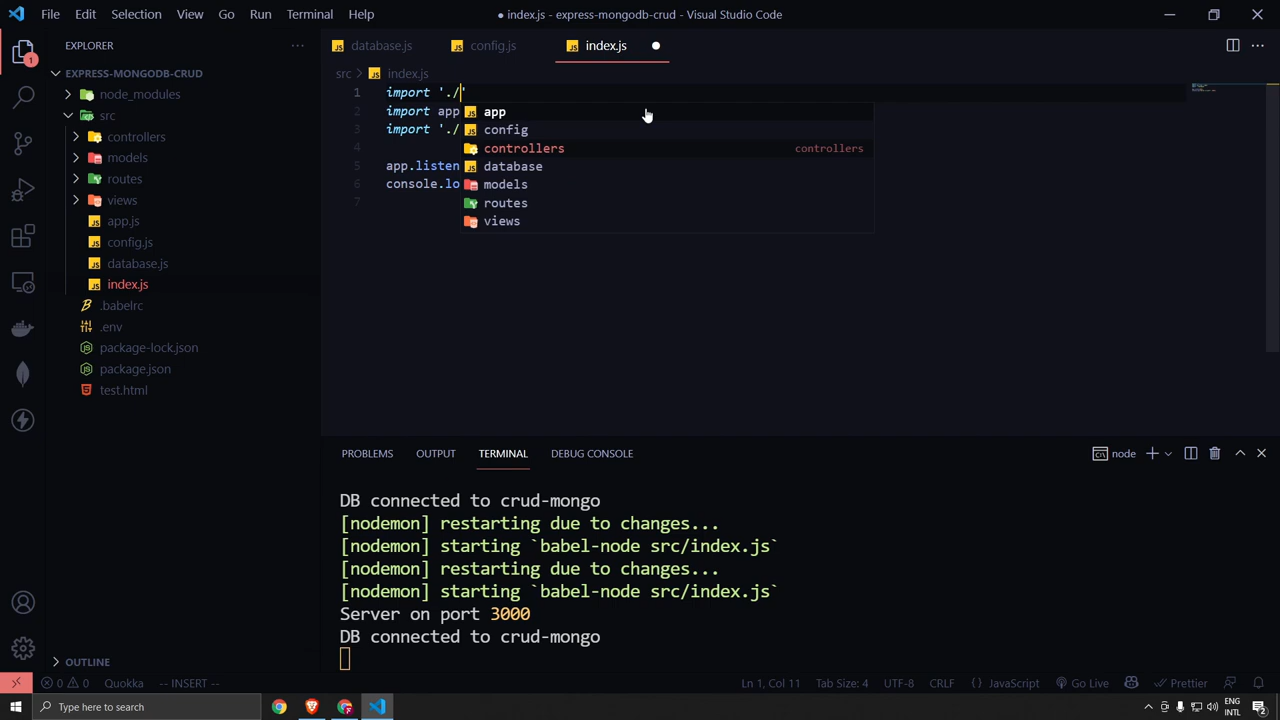 File Edit Selection View Go Run Terminal Help
● index.js - express-mongodb-crud - Visual Studio Code
EXPLORER
EXPRESS-MONGODB-CRUD
node_modules
src
controllers
models
routes
views
app.js
config.js
database.js
index.js
.babelrc
.env
package-lock.json
package.json
test.html
OUTLINE
1
database.js config.js index.js
src > index.js
1 import './'
2 import app
3 import './
4
5 app.listen
6 console.lo
7
app
config
controllers controllers
database
models
routes
views
PROBLEMS OUTPUT TERMINAL DEBUG CONSOLE
node
DB connected to crud-mongo
[nodemon] restarting due to changes...
[nodemon] starting `babel-node src/index.js`
[nodemon] restarting due to changes...
[nodemon] starting `babel-node src/index.js`
Server on port 3000
DB connected to crud-mongo
0 0 Quokka -- INSERT -- Ln 1, Col 11 Tab Size: 4 UTF-8 CRLF {} JavaScript Go Live Prettier
Type here to search
ENG
INTL
2